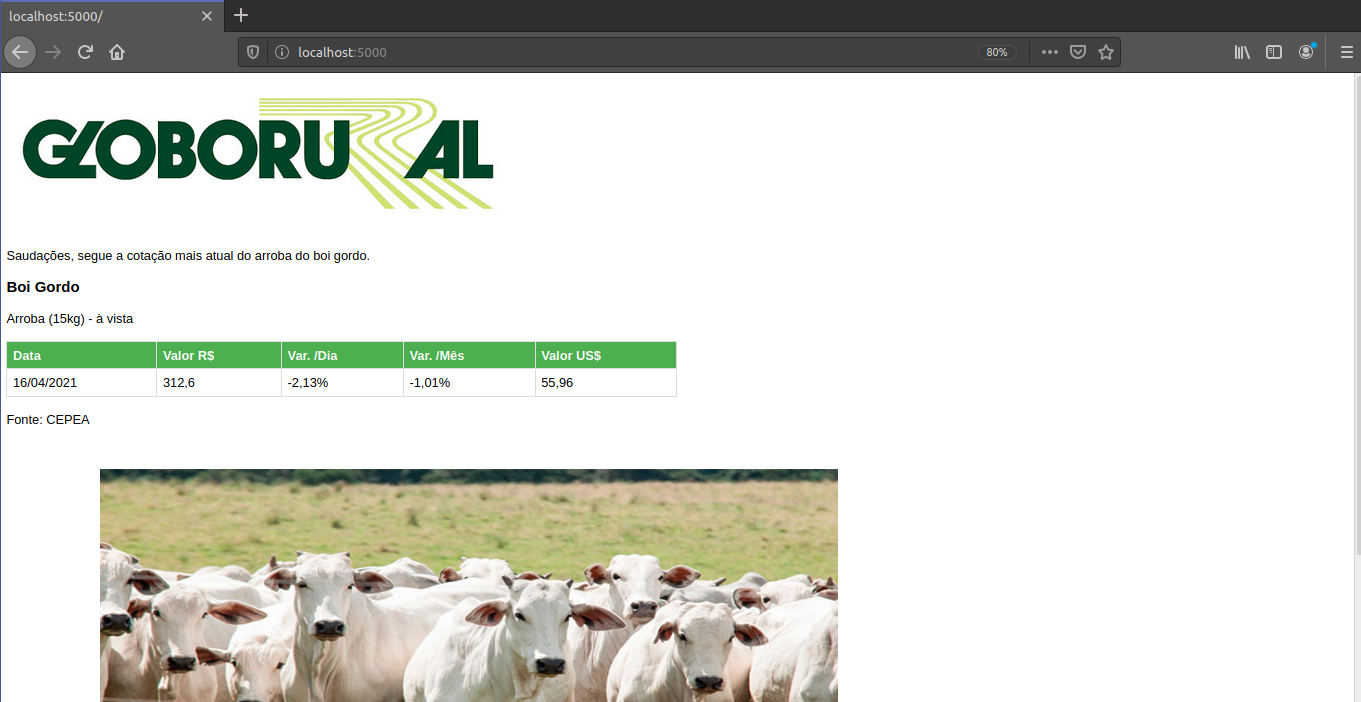 localhost:5000/
localhost:5000
80%
GLOBORURAL
Saudações, segue a cotação mais atual do arroba do boi gordo.
Boi Gordo
Arroba (15kg) - à vista
Data Valor R$ Var. /Dia Var. /Mês Valor US$
16/04/2021 312,6 -2,13% -1,01% 55,96
Fonte: CEPEA